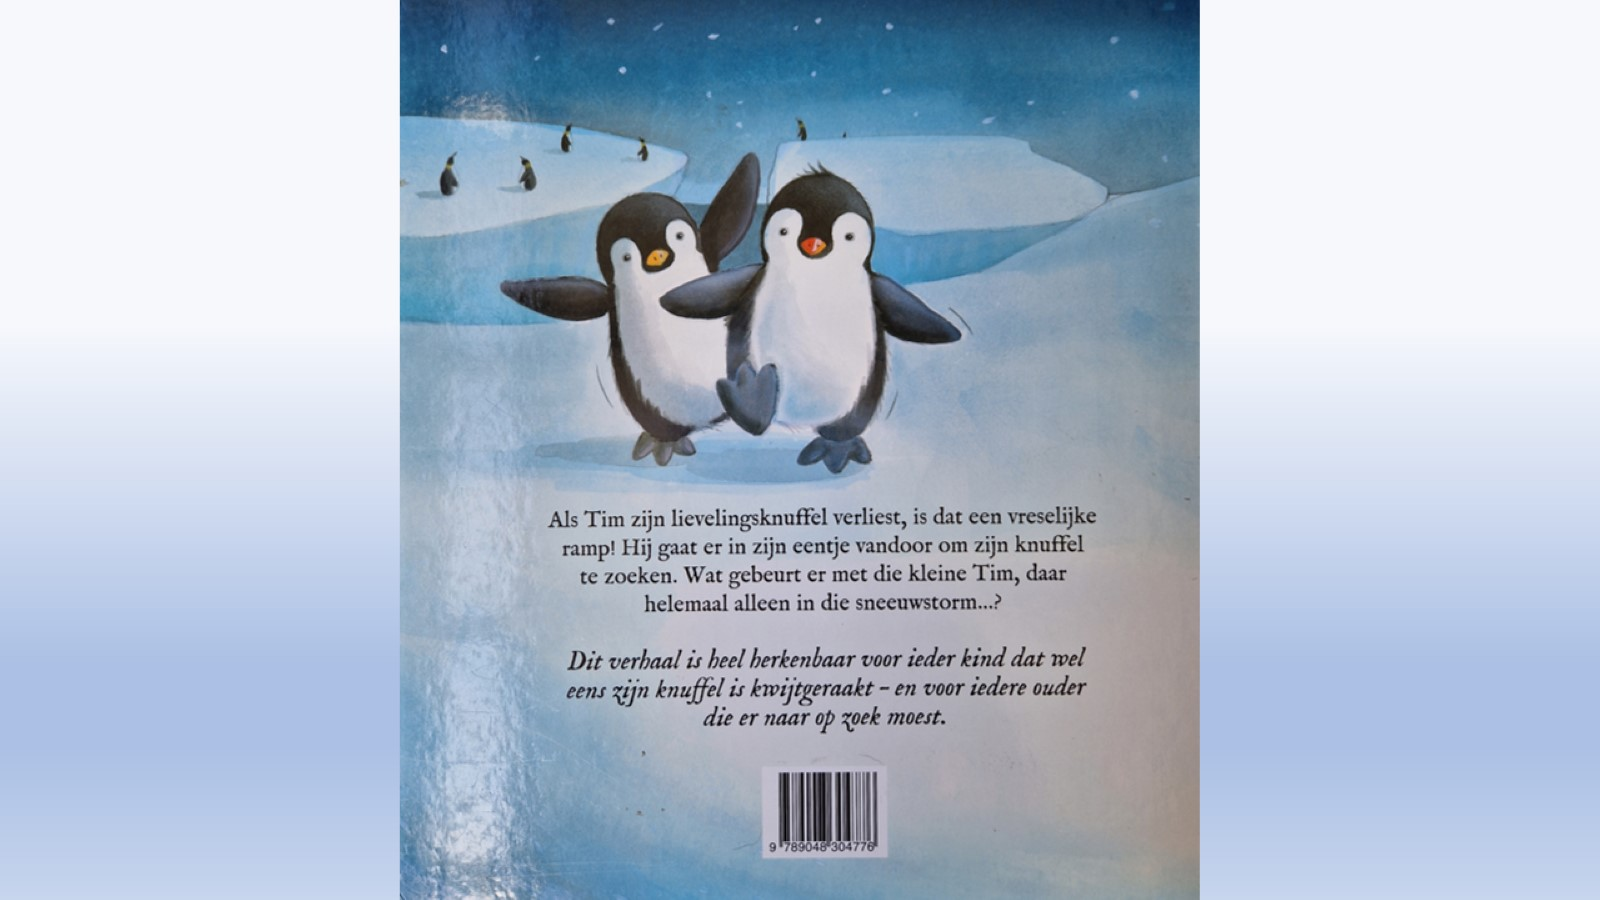 Als Tim zijn lievelingsknuffel verliest, is dat een vreselijke
ramp! Hij gaat er in zijn eentje vandoor om zijn knuffel
te zoeken. Wat gebeurt er met die kleine Tim, daar
helemaal alleen in die sneeuwstorm...?
Dit verhaal is heel herkenbaar voor ieder kind dat wel
eens zijn knuffel is kwijtgeraakt – en voor iedere ouder
die er naar op zoek moest.
9 789048 304776